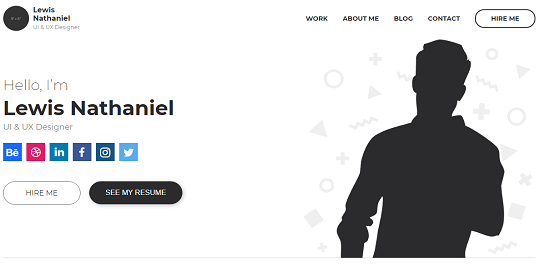 Lewis
Nathaniel
UI & UX Designer
WORK ABOUT ME BLOG CONTACT HIRE ME
Hello, I'm
Lewis Nathaniel
UI & UX Designer
Bē in f
HIRE ME SEE MY RESUME